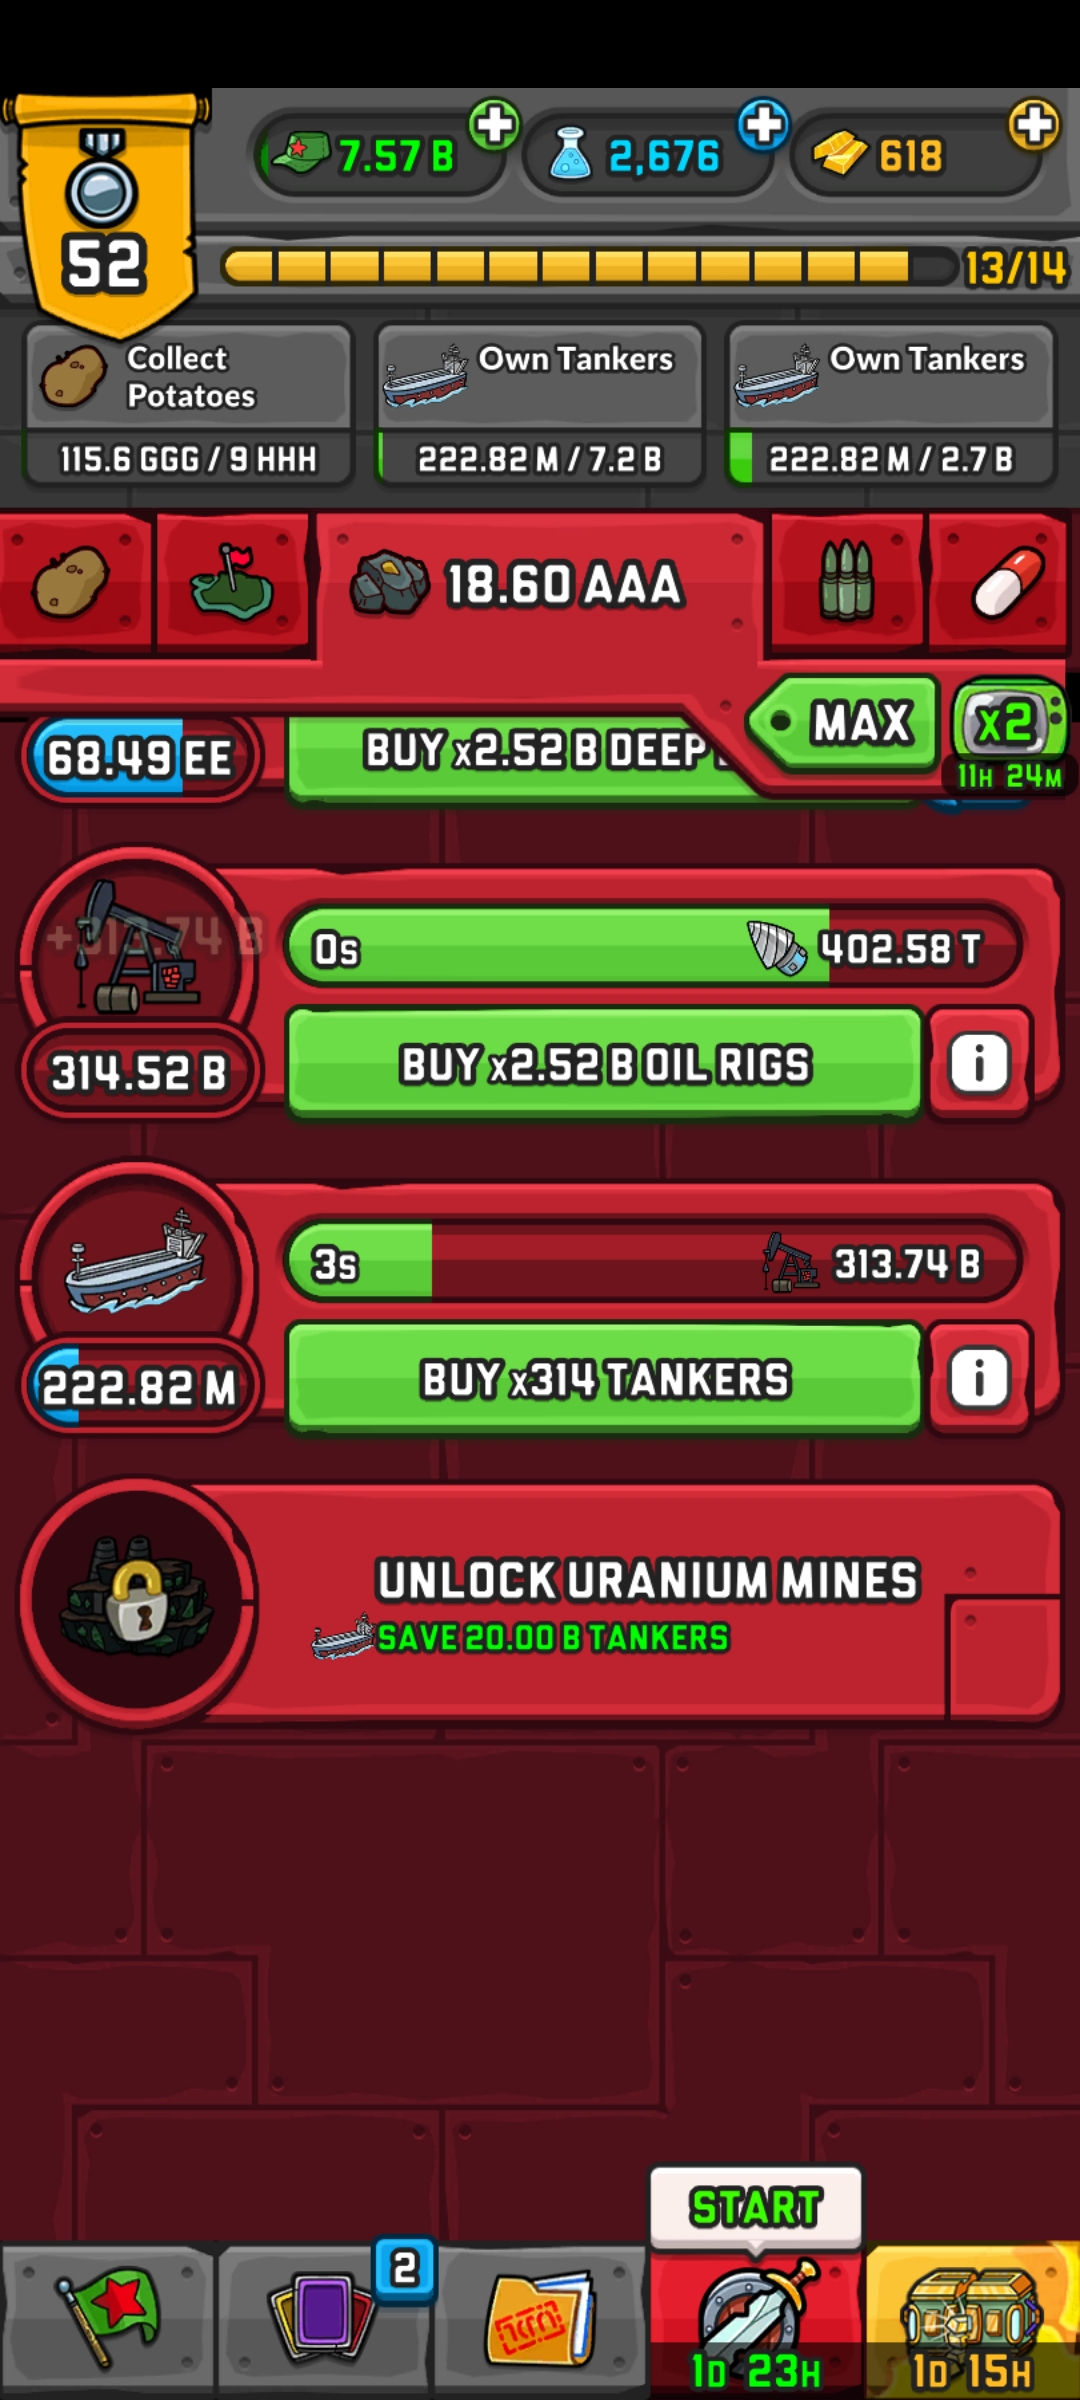 7.57 B
2,676
618
52
13/14
Collect
Potatoes
Own Tankers
Own Tankers
115.6 GGG / 9 HHH
222.82 M / 7.2 B
222.82 M / 2.7 B
18.60 AAA
MAX
x2
11H 24M
68.49 EE
BUY x2.52 B DEEP
+313.74 B
0s
402.58 T
314.52 B
BUY x2.52 B OIL RIGS
i
3s
313.74 B
222.82 M
BUY x314 TANKERS
i
UNLOCK URANIUM MINES
SAVE 20.00 B TANKERS
START
2
1D 23H
1D 15H